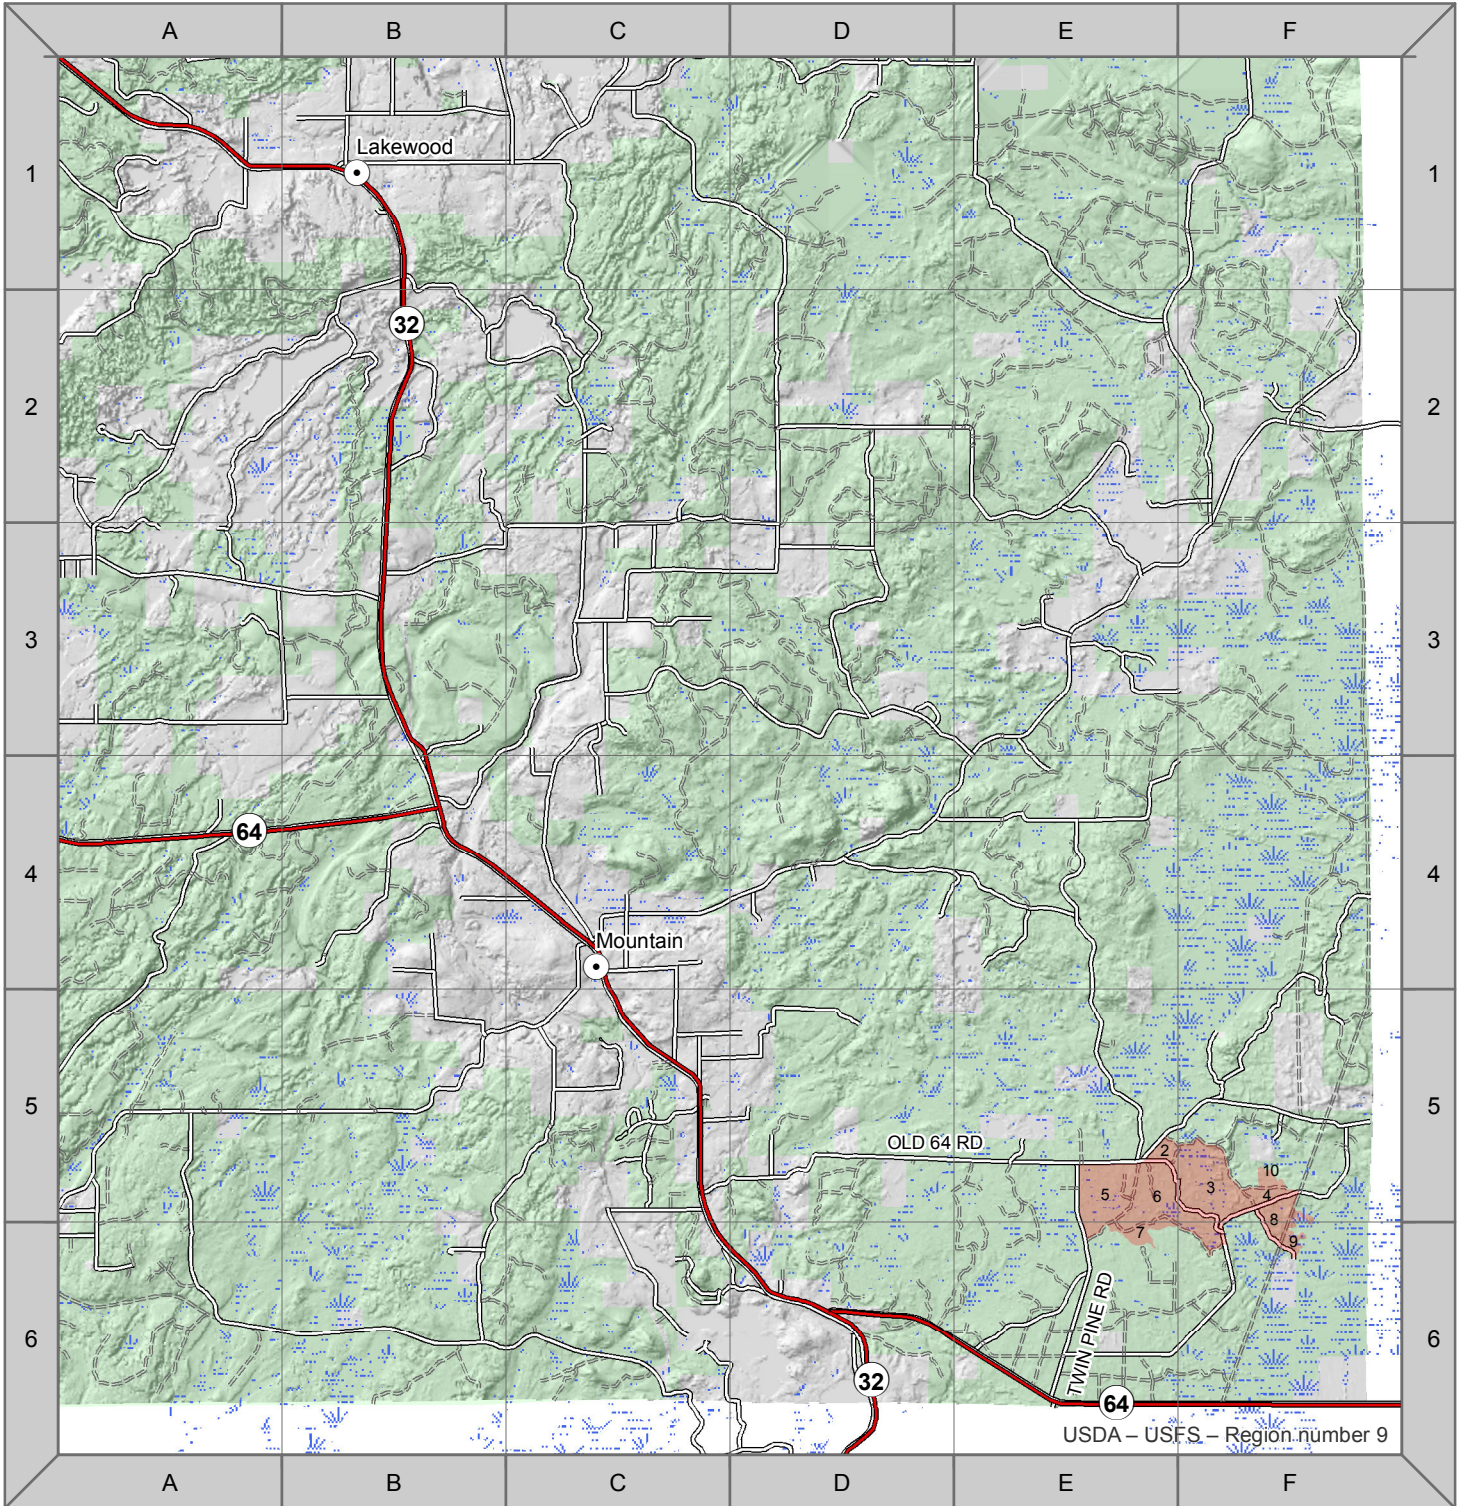 A B C D E F
1 1
Lakewood
32
2 2
3 3
64
4 4
Mountain
5 5
OLD 64 RD
2
10
5 6 3 4
8
7
9
TWIN PINE RD
6 6
32
64
USDA – USFS – Region number 9
A B C D E F